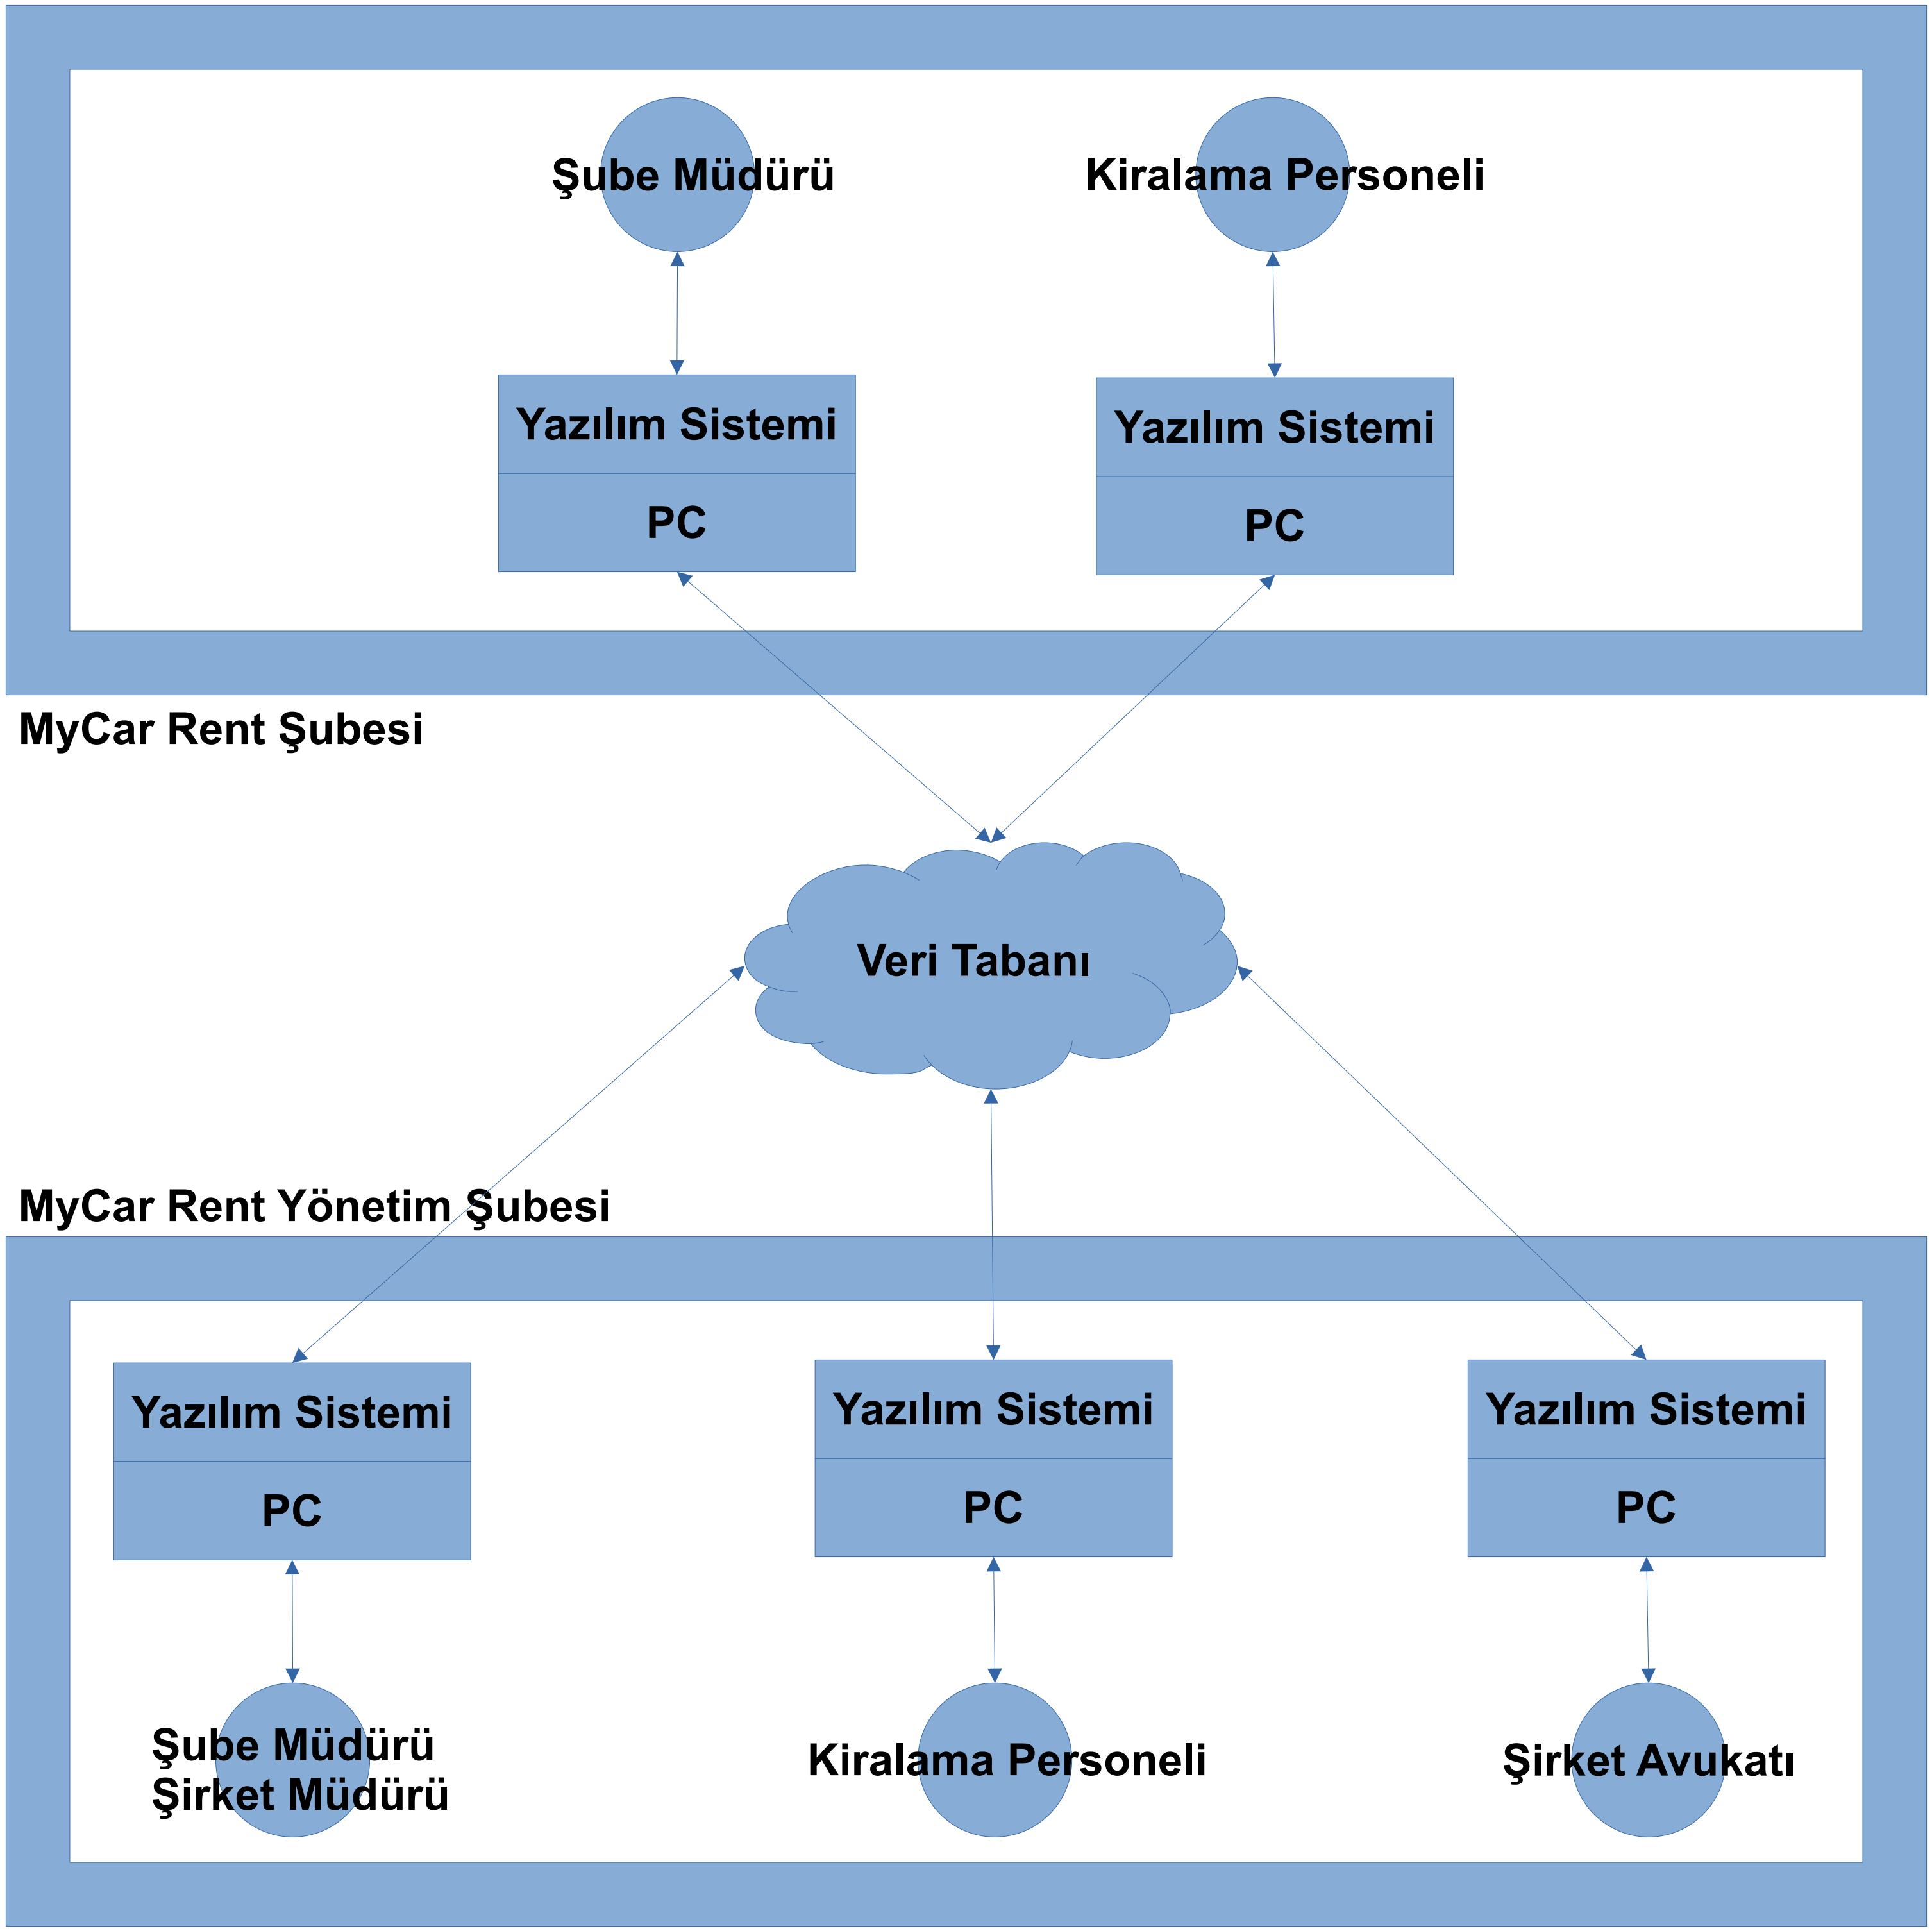 Şube Müdürü
Kiralama Personeli
Yazılım Sistemi
PC
Yazılım Sistemi
PC
MyCar Rent Şubesi
Veri Tabanı
MyCar Rent Yönetim Şubesi
Yazılım Sistemi
PC
Yazılım Sistemi
PC
Yazılım Sistemi
PC
Şube Müdürü
Şirket Müdürü
Kiralama Personeli
Şirket Avukatı